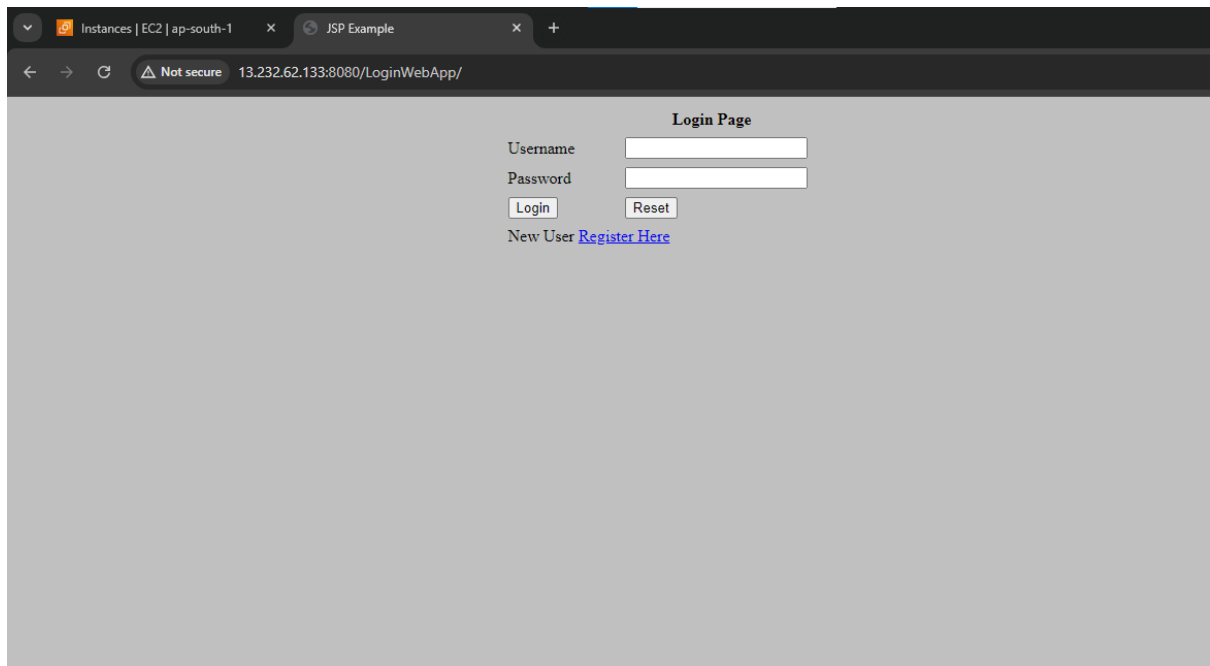 Instances | EC2 | ap-south-1 JSP Example
Not secure 13.232.62.133:8080/LoginWebApp/
Login Page
Username
Password
Login Reset
New User Register Here